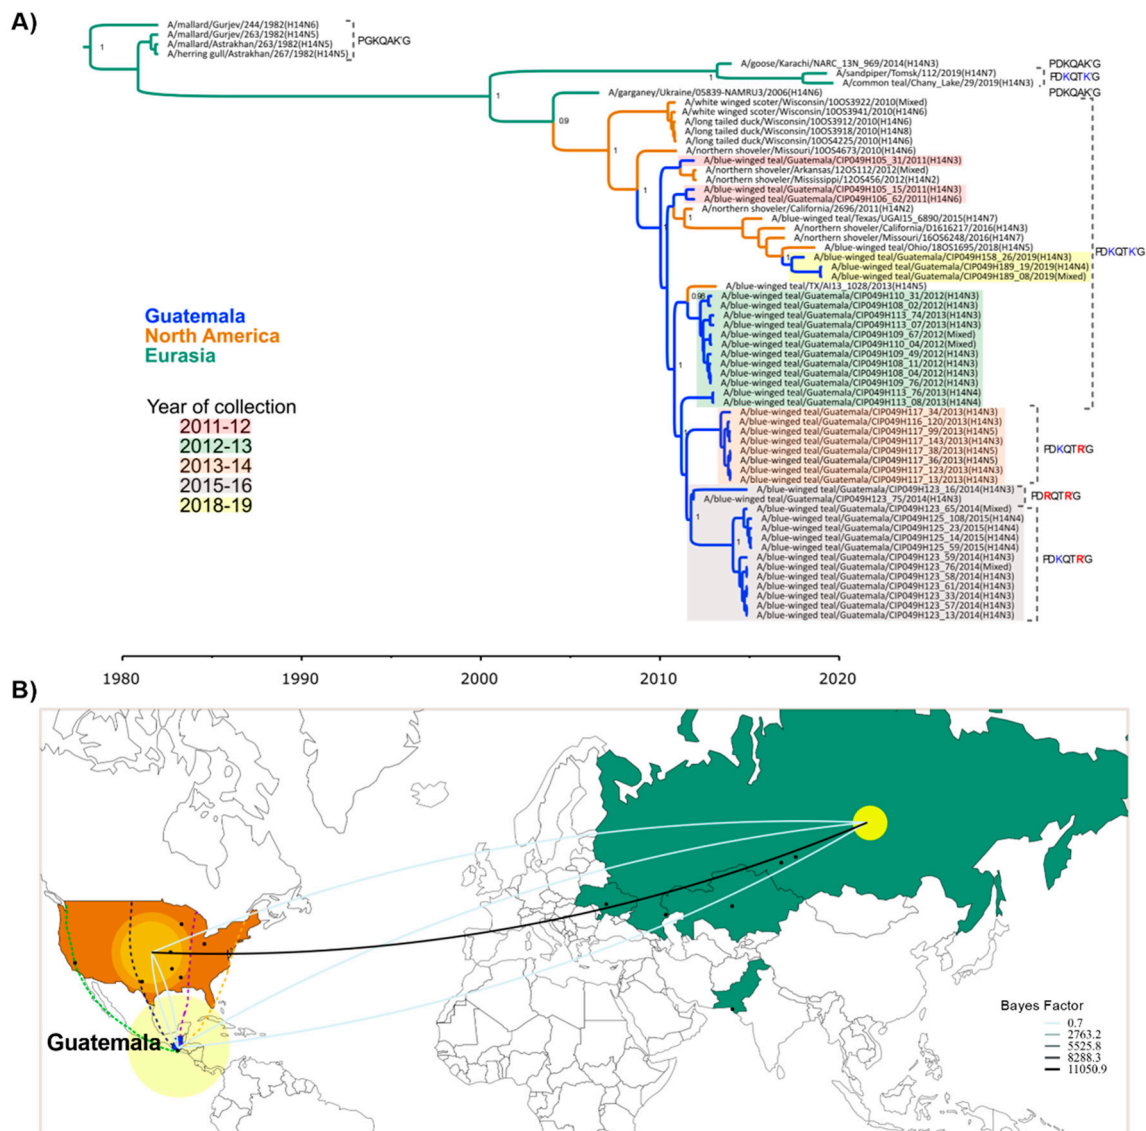 A)
A/mallard/Gurjev/244/1982(H14N6)
A/mallard/Gurjev/263/1982(H14N5)
A/mallard/Astrakhan/263/1982(H14N5)
A/herring gull/Astrakhan/267/1982(H14N5)
PGKQAK'G
1
A/goose/Karachi/NARC_13N_969/2014(H14N3)
PDKQAK'G
A/sandpiper/Tomsk/112/2019(H14N7)
PDKQTK'G
1
A/common teal/Chany_Lake/29/2019(H14N3)
A/garganey/Ukraine/05839-NAMRU3/2006(H14N6)
PDKQAK'G
1
A/white winged scoter/Wisconsin/10OS3922/2010(Mixed)
A/white winged scoter/Wisconsin/10OS3941/2010(H14N6)
A/long tailed duck/Wisconsin/10OS3912/2010(H14N6)
0.9
A/long tailed duck/Wisconsin/10OS3918/2010(H14N8)
A/long tailed duck/Wisconsin/10OS4225/2010(H14N6)
1
A/northern shoveler/Missouri/10OS4673/2010(H14N6)
A/blue-winged teal/Guatemala/CIP049H105_31/2011(H14N3)
A/northern shoveler/Arkansas/12OS112/2012(Mixed)
A/northern shoveler/Mississippi/12OS456/2012(H14N2)
1
A/blue-winged teal/Guatemala/CIP049H105_15/2011(H14N3)
A/blue-winged teal/Guatemala/CIP049H106_62/2011(H14N6)
A/northern shoveler/California/2696/2011(H14N2)
1
A/blue-winged teal/Texas/UGAI15_6890/2015(H14N7)
1
A/northern shoveler/California/D1616217/2016(H14N3)
A/northern shoveler/Missouri/16OS6248/2016(H14N7)
A/blue-winged teal/Ohio/18OS1695/2018(H14N5)
PDKQTK'G
1
A/blue-winged teal/Guatemala/CIP049H158_26/2019(H14N3)
A/blue-winged teal/Guatemala/CIP049H189_19/2019(H14N4)
A/blue-winged teal/Guatemala/CIP049H189_08/2019(Mixed)
A/blue-winged teal/TX/AI13_1028/2013(H14N5)
0.98
A/blue-winged teal/Guatemala/CIP049H110_31/2012(H14N3)
A/blue-winged teal/Guatemala/CIP049H108_02/2012(H14N3)
A/blue-winged teal/Guatemala/CIP049H113_74/2013(H14N3)
A/blue-winged teal/Guatemala/CIP049H113_07/2013(H14N3)
A/blue-winged teal/Guatemala/CIP049H109_67/2012(Mixed)
A/blue-winged teal/Guatemala/CIP049H110_04/2012(Mixed)
A/blue-winged teal/Guatemala/CIP049H109_49/2012(H14N3)
A/blue-winged teal/Guatemala/CIP049H108_11/2012(H14N3)
1
A/blue-winged teal/Guatemala/CIP049H108_04/2012(H14N3)
A/blue-winged teal/Guatemala/CIP049H109_76/2012(H14N3)
A/blue-winged teal/Guatemala/CIP049H113_76/2013(H14N4)
A/blue-winged teal/Guatemala/CIP049H113_08/2013(H14N4)
A/blue-winged teal/Guatemala/CIP049H117_34/2013(H14N3)
A/blue-winged teal/Guatemala/CIP049H116_120/2013(H14N3)
1
A/blue-winged teal/Guatemala/CIP049H117_99/2013(H14N5)
A/blue-winged teal/Guatemala/CIP049H117_143/2013(H14N3)
A/blue-winged teal/Guatemala/CIP049H117_38/2013(H14N5)
PDKQTR'G
A/blue-winged teal/Guatemala/CIP049H117_36/2013(H14N5)
A/blue-winged teal/Guatemala/CIP049H117_123/2013(H14N3)
A/blue-winged teal/Guatemala/CIP049H117_13/2013(H14N3)
A/blue-winged teal/Guatemala/CIP049H123_16/2014(H14N3)
A/blue-winged teal/Guatemala/CIP049H123_75/2014(H14N3)
PDRQTR'G
1
A/blue-winged teal/Guatemala/CIP049H123_65/2014(Mixed)
A/blue-winged teal/Guatemala/CIP049H125_108/2015(H14N4)
A/blue-winged teal/Guatemala/CIP049H125_23/2015(H14N4)
A/blue-winged teal/Guatemala/CIP049H125_14/2015(H14N4)
1
A/blue-winged teal/Guatemala/CIP049H125_59/2015(H14N4)
A/blue-winged teal/Guatemala/CIP049H123_59/2014(H14N3)
PDKQTR'G
A/blue-winged teal/Guatemala/CIP049H123_76/2014(Mixed)
A/blue-winged teal/Guatemala/CIP049H123_58/2014(H14N3)
A/blue-winged teal/Guatemala/CIP049H123_61/2014(H14N3)
A/blue-winged teal/Guatemala/CIP049H123_33/2014(H14N3)
A/blue-winged teal/Guatemala/CIP049H123_57/2014(H14N3)
A/blue-winged teal/Guatemala/CIP049H123_13/2014(H14N3)
Guatemala
North America
Eurasia
Year of collection
2011-12
2012-13
2013-14
2015-16
2018-19
1980
1990
2000
2010
2020
B)
Guatemala
Bayes Factor
0.7
2763.2
5525.8
8288.3
11050.9